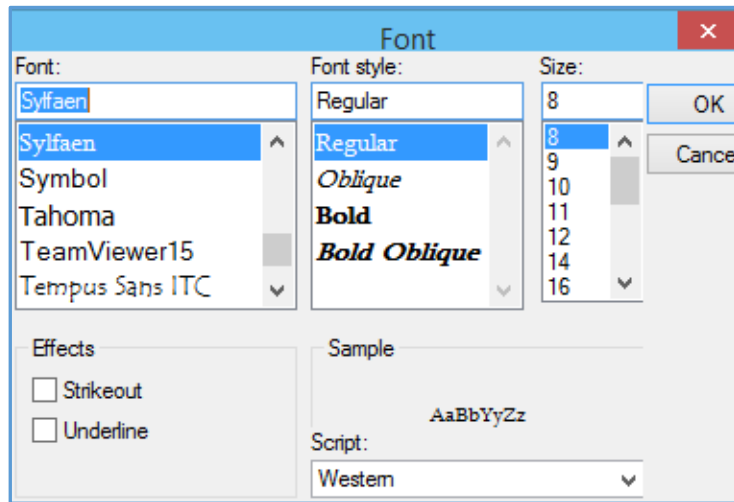 Font
Font:
Sylfaen
Sylfaen
Symbol
Tahoma
TeamViewer15
Tempus Sans ITC
Font style:
Regular
Regular
Oblique
Bold
Bold Oblique
Size:
8
8
9
10
11
12
14
16
OK
Cance
Effects
Strikeout
Underline
Sample
AaBbYyZz
Script:
Western